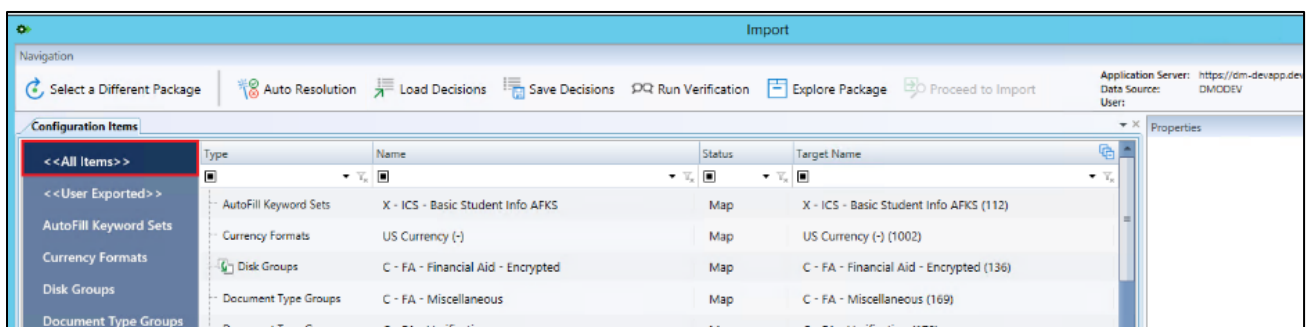 Import
Navigation
Select a Different Package Auto Resolution Load Decisions Save Decisions Run Verification Explore Package Proceed to Import
Application Server: https://dm-devapp.dev
Data Source: DMODEV
User:
Configuration Items Properties
<<All Items>> Type Name Status Target Name
<<User Exported>>
AutoFill Keyword Sets X - ICS - Basic Student Info AFKS Map X - ICS - Basic Student Info AFKS (112)
AutoFill Keyword Sets
Currency Formats US Currency (-) Map US Currency (-) (1002)
Currency Formats
Disk Groups C - FA - Financial Aid - Encrypted Map C - FA - Financial Aid - Encrypted (136)
Disk Groups
Document Type Groups C - FA - Miscellaneous Map C - FA - Miscellaneous (169)
Document Type Groups